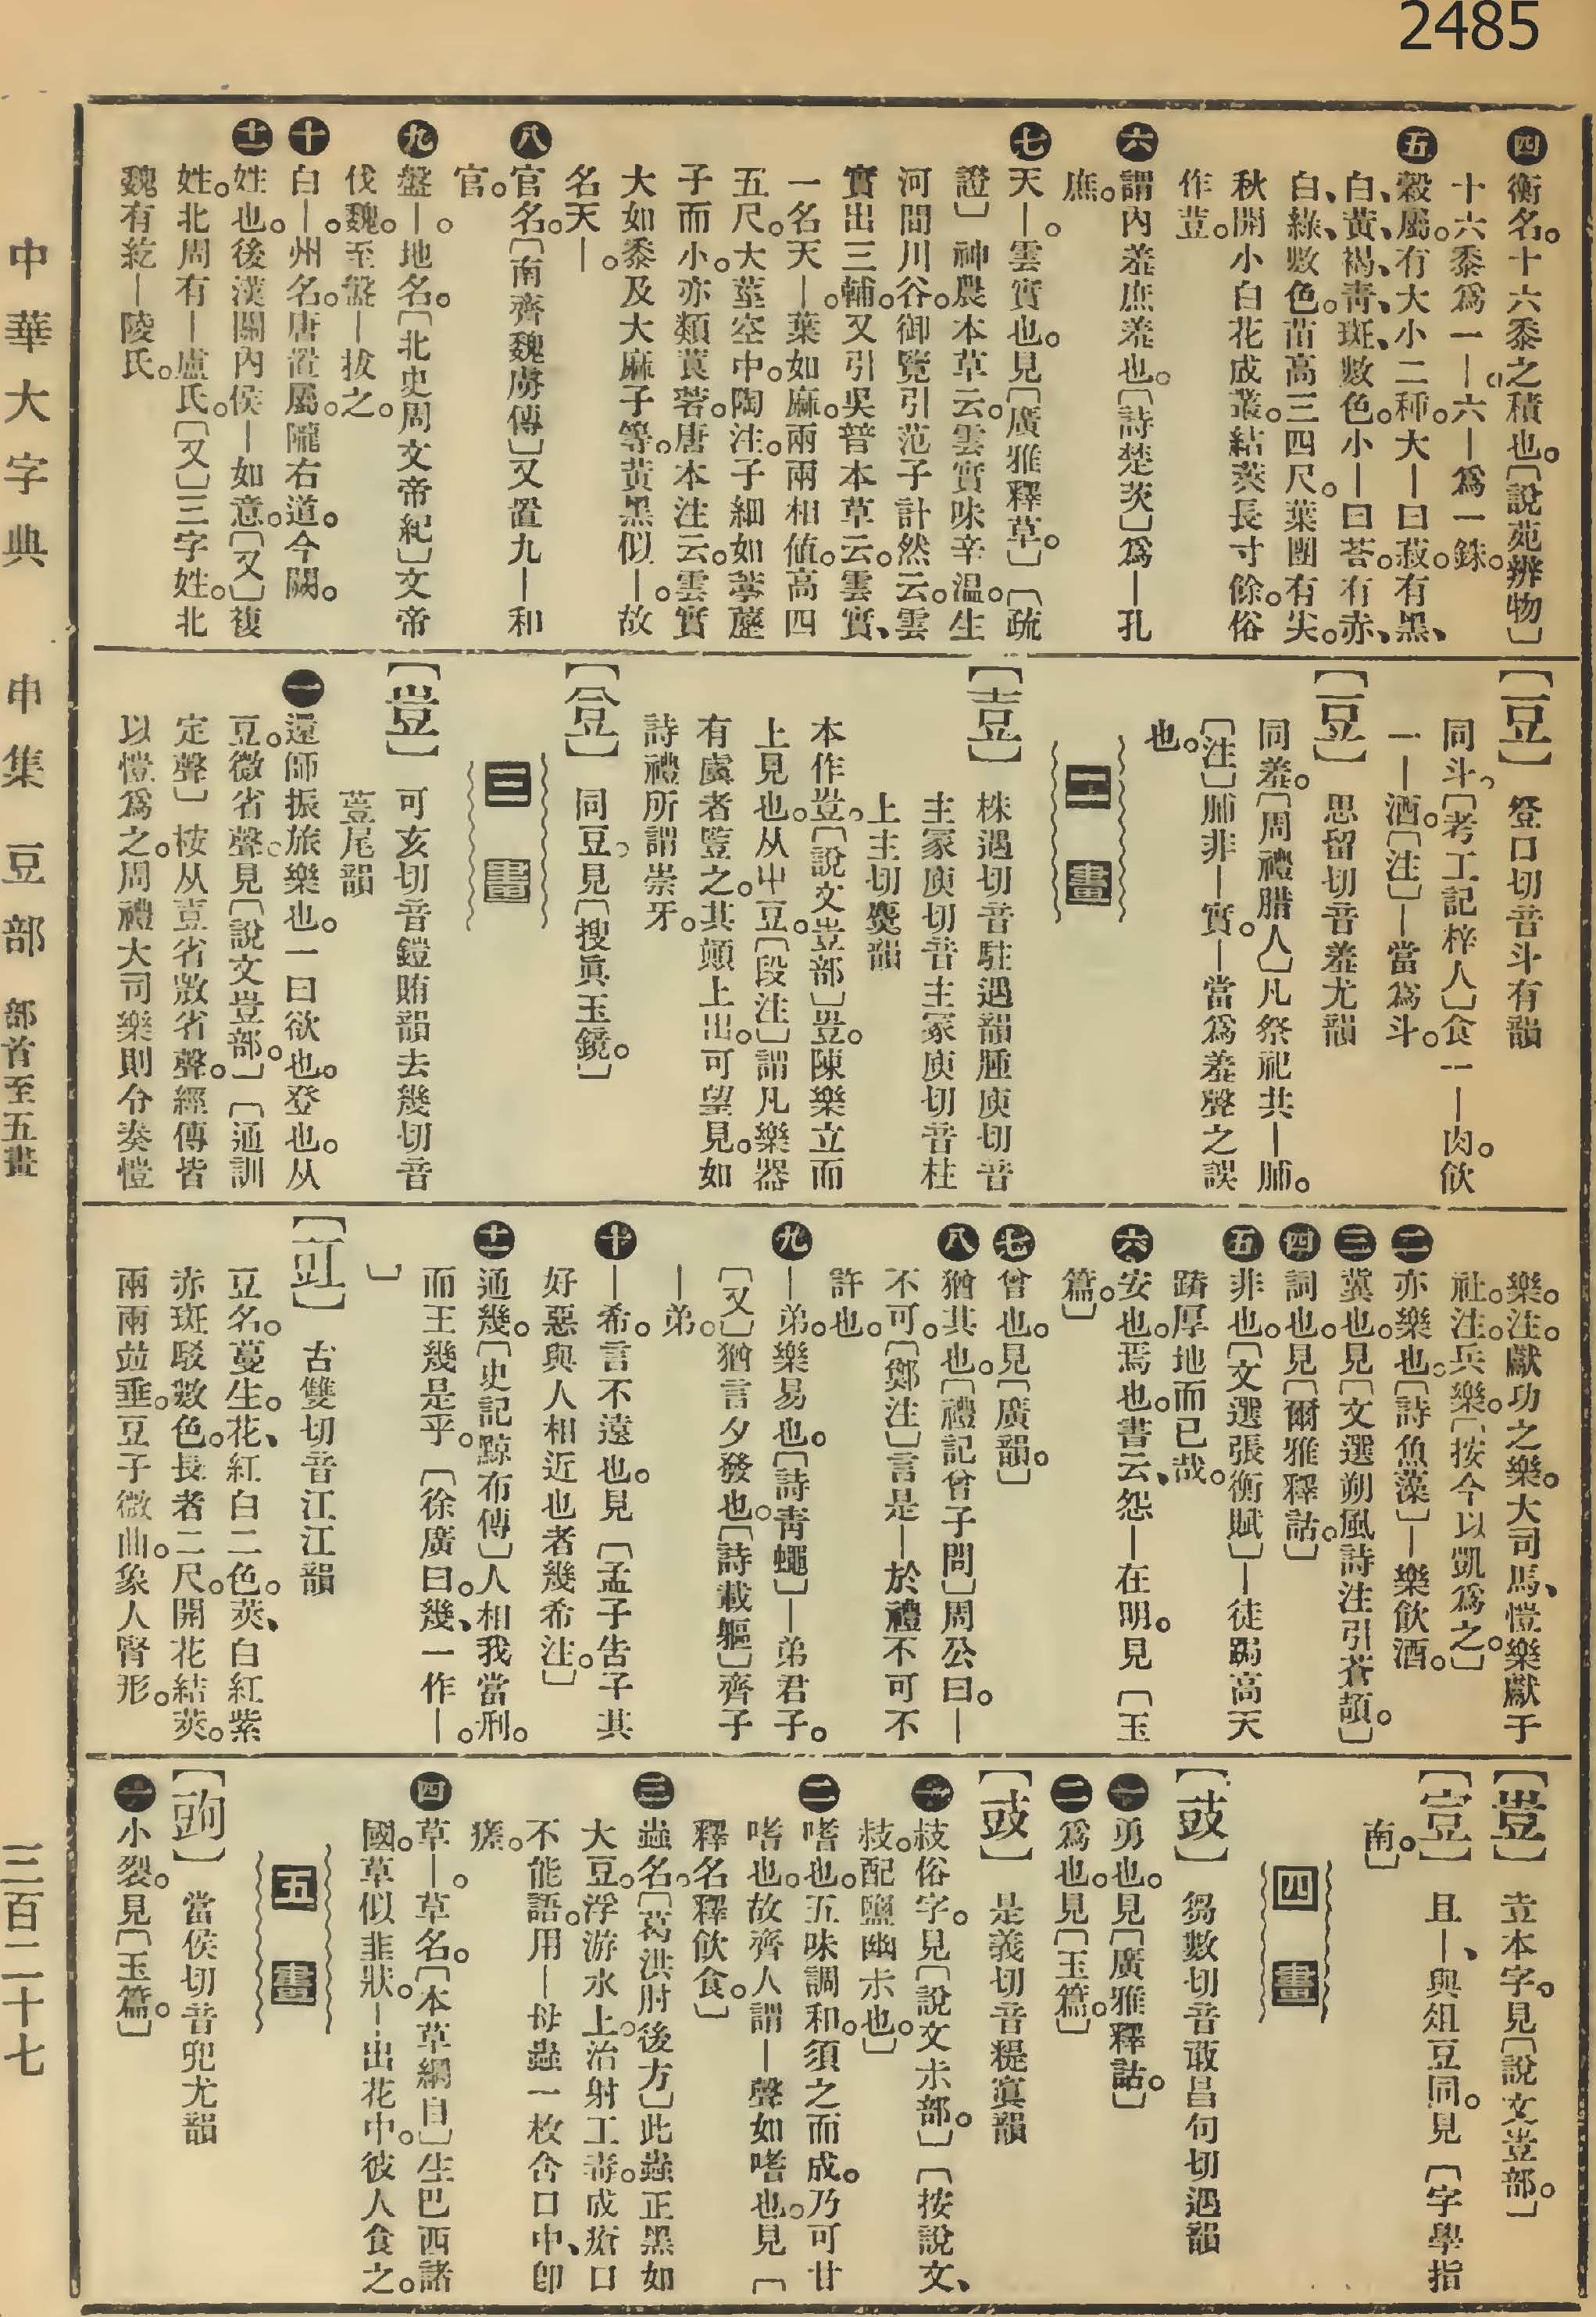 2485
㊃衡名。十六黍之積也。〔說苑辨物〕
十六黍爲一｜六｜爲一銖。
㊄穀屬。有大小二種。大｜曰菽。有黑、
白、黃、褐、靑、斑、數色。小｜曰荅。有赤、
白、綠、數色。苗高三四尺。葉團有尖。
秋開小白花成叢。結莢長寸餘。俗
作荳。
㊅謂內羞庶羞也。〔詩楚茨〕爲｜孔
庶。
㊆天｜。雲實也。見〔廣雅釋草。〕〔疏
證〕神農本草云。雲實味辛。溫。生
河間川谷。御覽引范子計然云。雲
實出三輔。又引吳普本草云。雲實、
一名天｜。葉如麻。兩兩相値。高四
五尺。大莖空中。陶注。子細如葶藶
子而小。亦類莨菪。唐本注云。雲實
大如黍及大麻子等。黃黑似｜。故
名天｜。
㊇官名。〔南齊魏虜傳〕又置九｜和
官。
㊈盤｜。地名。〔北史周文帝紀〕文帝
伐魏。至盤｜拔之。
㊉白｜。州名。唐置。屬隴右道。今闕。
十一姓也。後漢關內侯｜如意。〔又〕複
姓。北周有｜盧氏。〔又〕三字姓。北
魏有紇｜陵氏。
〔豆〕 登口切音斗有韻
同斗。〔考工記梓人〕食一｜肉。飮
一｜酒。〔注〕｜當爲斗。
〔豆〕 思留切音羞尤韻
同羞。〔周禮腊人〕凡祭祀共｜脯。
〔注〕脯非｜實。｜當爲羞聲之誤
也。
二畫
〔壴〕 株遇切音駐遇韻腫庾切音
主冢庾切音主冢庾切音柱
上主切麌韻
本作壴。〔說文壴部〕壴。陳樂立而
上見也。从屮豆。〔段注〕謂凡樂器
有虡者豎之。其顚上出。可望見。如
詩禮所謂崇牙。
〔𧯚〕 同豆。見〔搜眞玉鏡。〕
三畫
〔豈〕 可亥切音鎧賄韻去幾切音
荳尾韻
㊀還師振旅樂也。一曰欲也。登也。从
豆。微省聲。見〔說文豈部。〕〔通訓
定聲〕按从壴省敳省聲。經傳皆
以愷爲之。周禮大司樂則令奏愷
樂。注。獻功之樂。大司馬、愷樂獻于
社。注。兵樂。〔按今以凱爲之。〕
㊁亦樂也。〔詩魚藻〕｜樂飮酒。
㊂冀也。見〔文選朔風詩注引蒼頡。〕
㊃詞也。見〔爾雅釋詁。〕
㊄非也。〔文選張衡賦〕｜徒跼高天
蹐厚地而已哉。
㊅安也。焉也。書云、怨｜在明。見〔玉
篇。〕
㊆曾也。見〔廣韻。〕
㊇猶其也。〔禮記曾子問〕周公曰。｜
不可。〔鄭注〕言是｜於禮不可不
許也。
㊈｜弟。樂易也。〔詩靑蠅〕｜弟君子。
〔又〕猶言夕發也。〔詩載驅〕齊子
｜弟。
㊉｜希。言不遠也。見〔孟子告子其
好惡與人相近也者幾希注。〕
十一通幾。〔史記黥布傳〕人相我當刑。
而王幾是乎。〔徐廣曰。幾、一作｜。
〕
〔豇〕 古雙切音江江韻
豆名。蔓生。花、紅白二色。莢、白紅紫
赤斑駁數色。長者二尺。開花結莢。
兩兩並垂。豆子微曲。象人腎形。
〔豈〕 壴本字。見〔說文豈部。〕
〔𡨄〕 且｜、與俎豆同。見〔字學指
南。〕
四畫
〔豉〕 芻數切音敢昌句切遇韻
㊀勇也。見〔廣雅釋詁。〕
㊁爲也。見〔玉篇。〕
〔豉〕 是義切音褆寘韻
㊀敊俗字。見〔說文尗部。〕〔按說文、
敊。配鹽幽尗也。〕
㊁嗜也。五味調和。須之而成。乃可甘
嗜也。故齊人謂｜聲如嗜也。見〔
釋名釋飮食。〕
㊂蟲名。〔葛洪肘後方〕此蟲正黑如
大豆。浮游水上。治射工毒。成瘡口
不能語。用｜母蟲一枚含口中、卽
瘥。
㊃草｜。草名。〔本草綱目〕生巴西諸
國。草似韭狀。｜出花中。彼人食之。
五畫
〔䝁〕 當侯切音兜尤韻
㊀小裂。見〔玉篇。〕
中華大字典 申集 豆部 部首至五畫 三百二十七